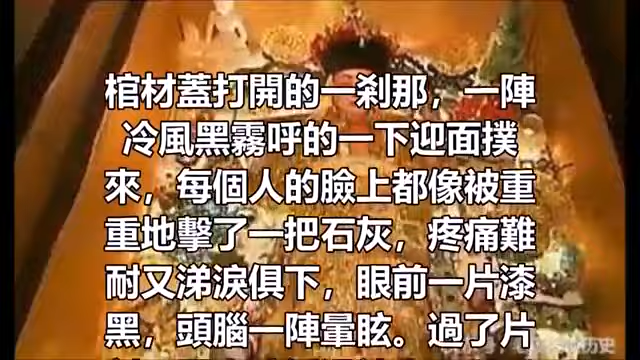 棺材蓋打開的一剎那，一陣
冷風黑霧呼的一下迎面撲
來，每個人的臉上都像被重
重地擊了一把石灰，疼痛難
耐又涕淚俱下，眼前一片漆
黑，頭腦一陣暈眩。過了片
历史